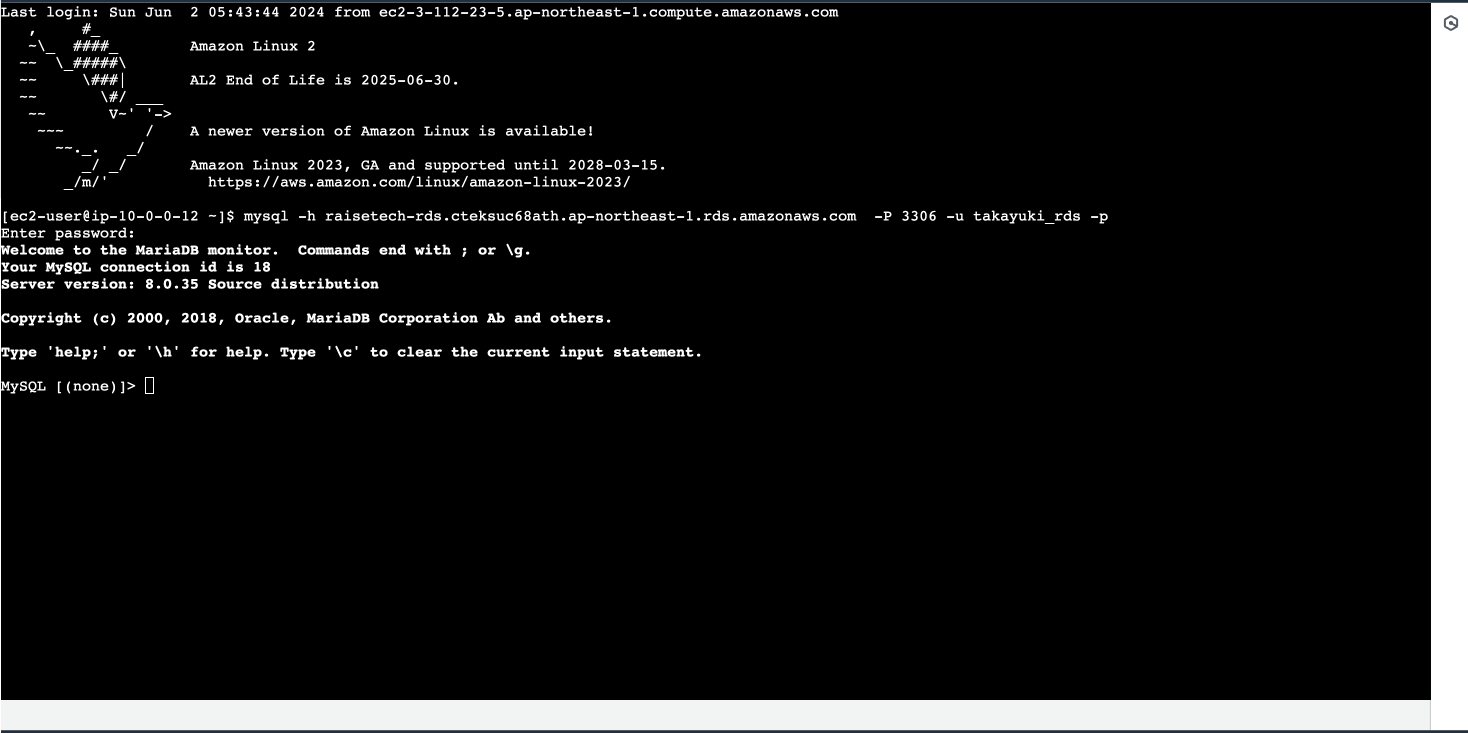 Last login: Sun Jun  2 05:43:44 2024 from ec2-3-112-23-5.ap-northeast-1.compute.amazonaws.com
   ,     #_
   ~\_  ####_        Amazon Linux 2
  ~~  \_#####\
  ~~     \###|       AL2 End of Life is 2025-06-30.
  ~~       \#/ ___
   ~~       V~' '->
    ~~~         /    A newer version of Amazon Linux is available!
      ~~._.   _/
         _/ _/       Amazon Linux 2023, GA and supported until 2028-03-15.
       _/m/'           https://aws.amazon.com/linux/amazon-linux-2023/
[ec2-user@ip-10-0-0-12 ~]$ mysql -h raisetech-rds.cteksuc68ath.ap-northeast-1.rds.amazonaws.com  -P 3306 -u takayuki_rds -p
Enter password:
Welcome to the MariaDB monitor.  Commands end with ; or \g.
Your MySQL connection id is 18
Server version: 8.0.35 Source distribution
Copyright (c) 2000, 2018, Oracle, MariaDB Corporation Ab and others.
Type 'help;' or '\h' for help. Type '\c' to clear the current input statement.
MySQL [(none)]>